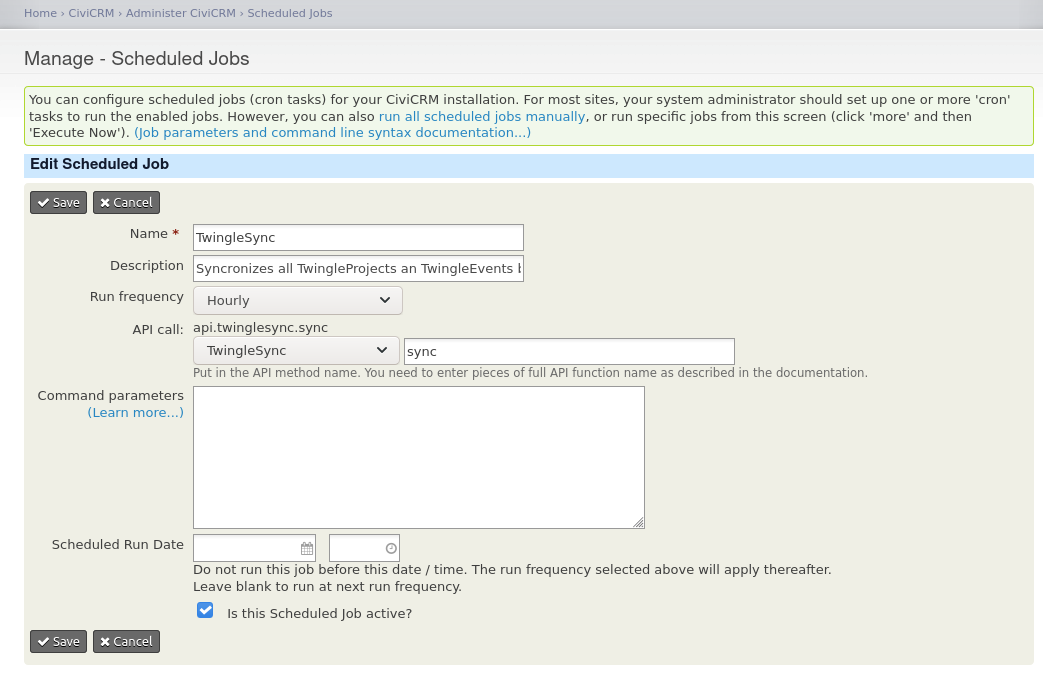 Home › CiviCRM › Administer CiviCRM › Scheduled Jobs
Manage - Scheduled Jobs
You can configure scheduled jobs (cron tasks) for your CiviCRM installation. For most sites, your system administrator should set up one or more 'cron'
tasks to run the enabled jobs. However, you can also run all scheduled jobs manually, or run specific jobs from this screen (click 'more' and then
'Execute Now'). (Job parameters and command line syntax documentation...)
Edit Scheduled Job
Save Cancel
Name * TwingleSync
Description Syncronizes all TwingleProjects an TwingleEvents
Run frequency Hourly
API call: api.twinglesync.sync
TwingleSync sync
Put in the API method name. You need to enter pieces of full API function name as described in the documentation.
Command parameters
(Learn more...)
Scheduled Run Date
Do not run this job before this date / time. The run frequency selected above will apply thereafter.
Leave blank to run at next run frequency.
Is this Scheduled Job active?
Save Cancel